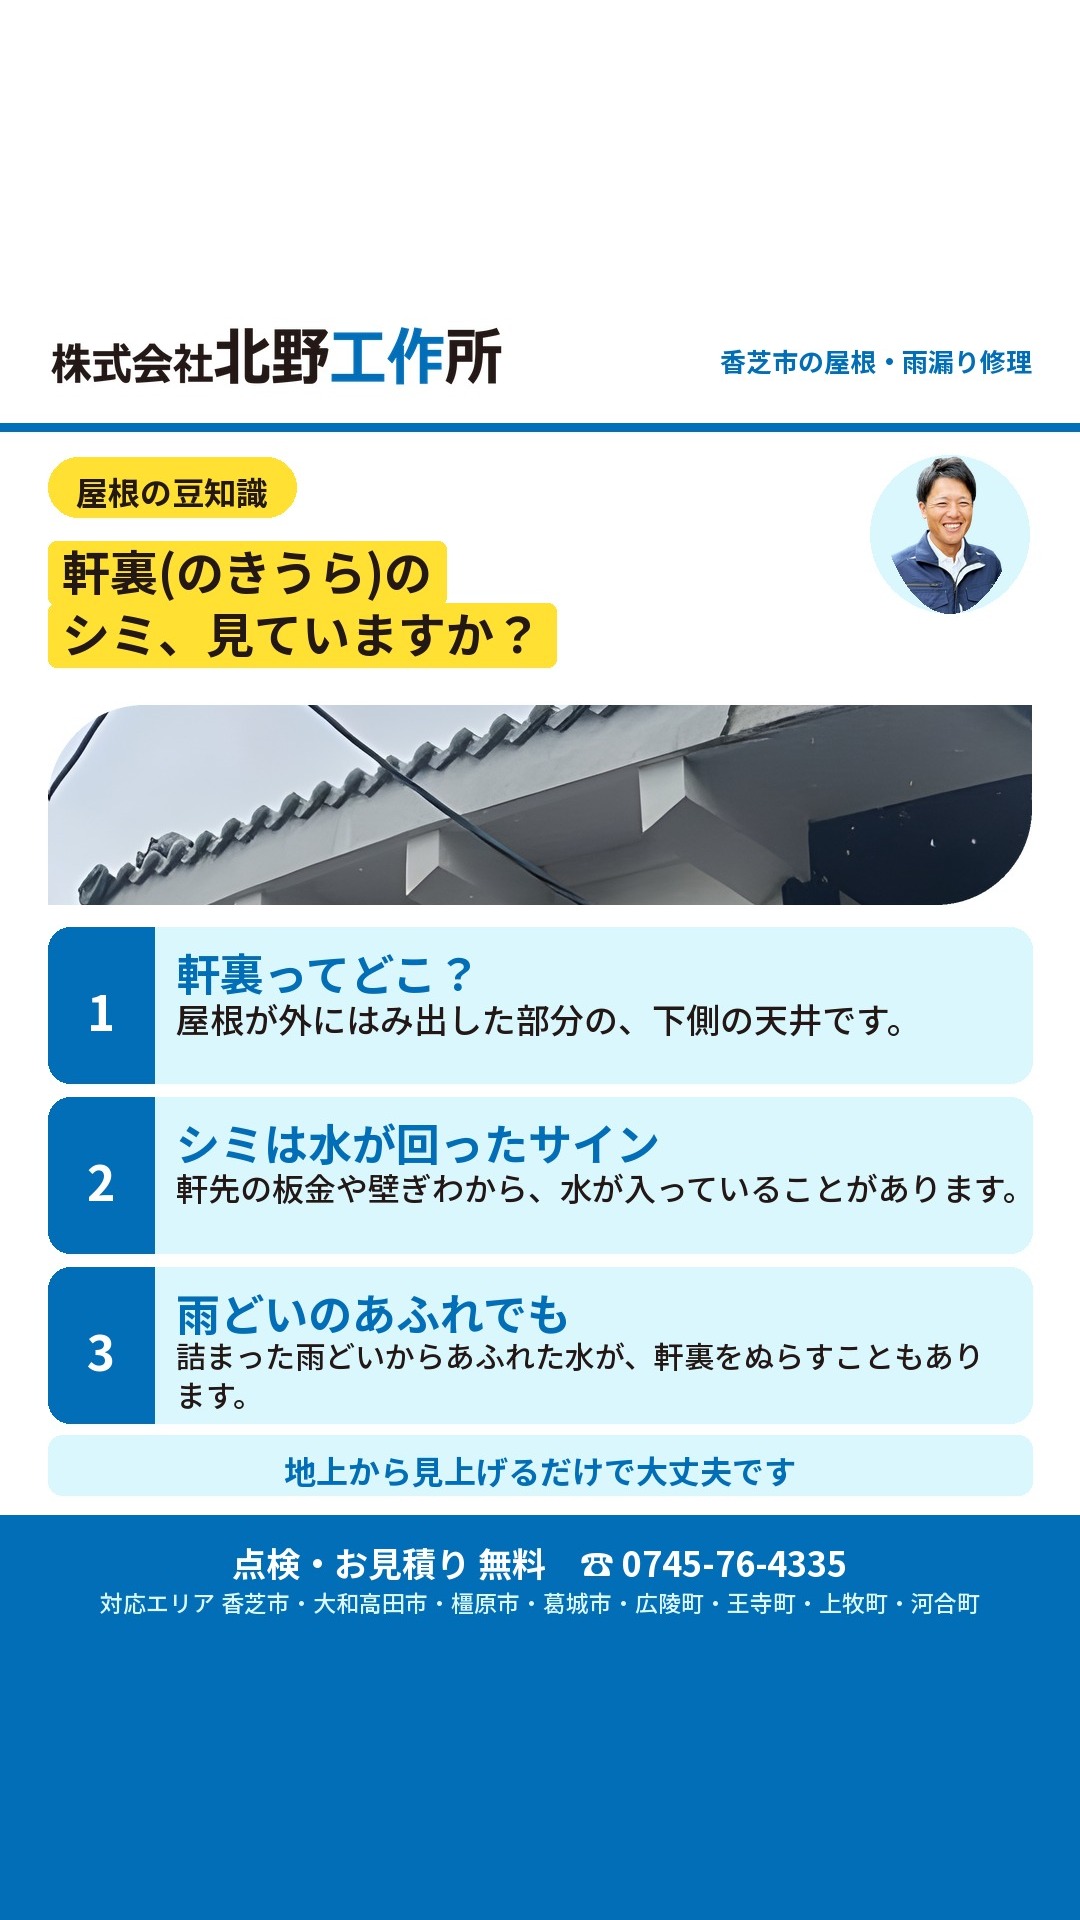 株式会社北野工作所
香芝市の屋根・雨漏り修理
屋根の豆知識
軒裏(のきうら)の
シミ、見ていますか？
1
軒裏ってどこ？
屋根が外にはみ出した部分の、下側の天井です。
2
シミは水が回ったサイン
軒先の板金や壁ぎわから、水が入っていることがあります。
3
雨どいのあふれでも
詰まった雨どいからあふれた水が、軒裏をぬらすこともあり
ます。
地上から見上げるだけで大丈夫です
点検・お見積り 無料　☎ 0745-76-4335
対応エリア 香芝市・大和高田市・橿原市・葛城市・広陵町・王寺町・上牧町・河合町